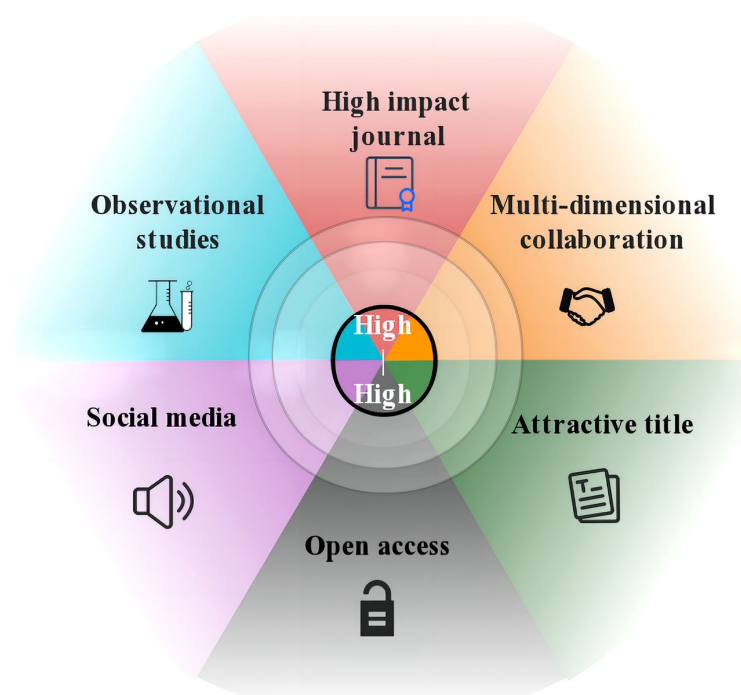 High impact
journal
Observational
studies
Multi-dimensional
collaboration
High
High
Social media
Attractive title
Open access
T